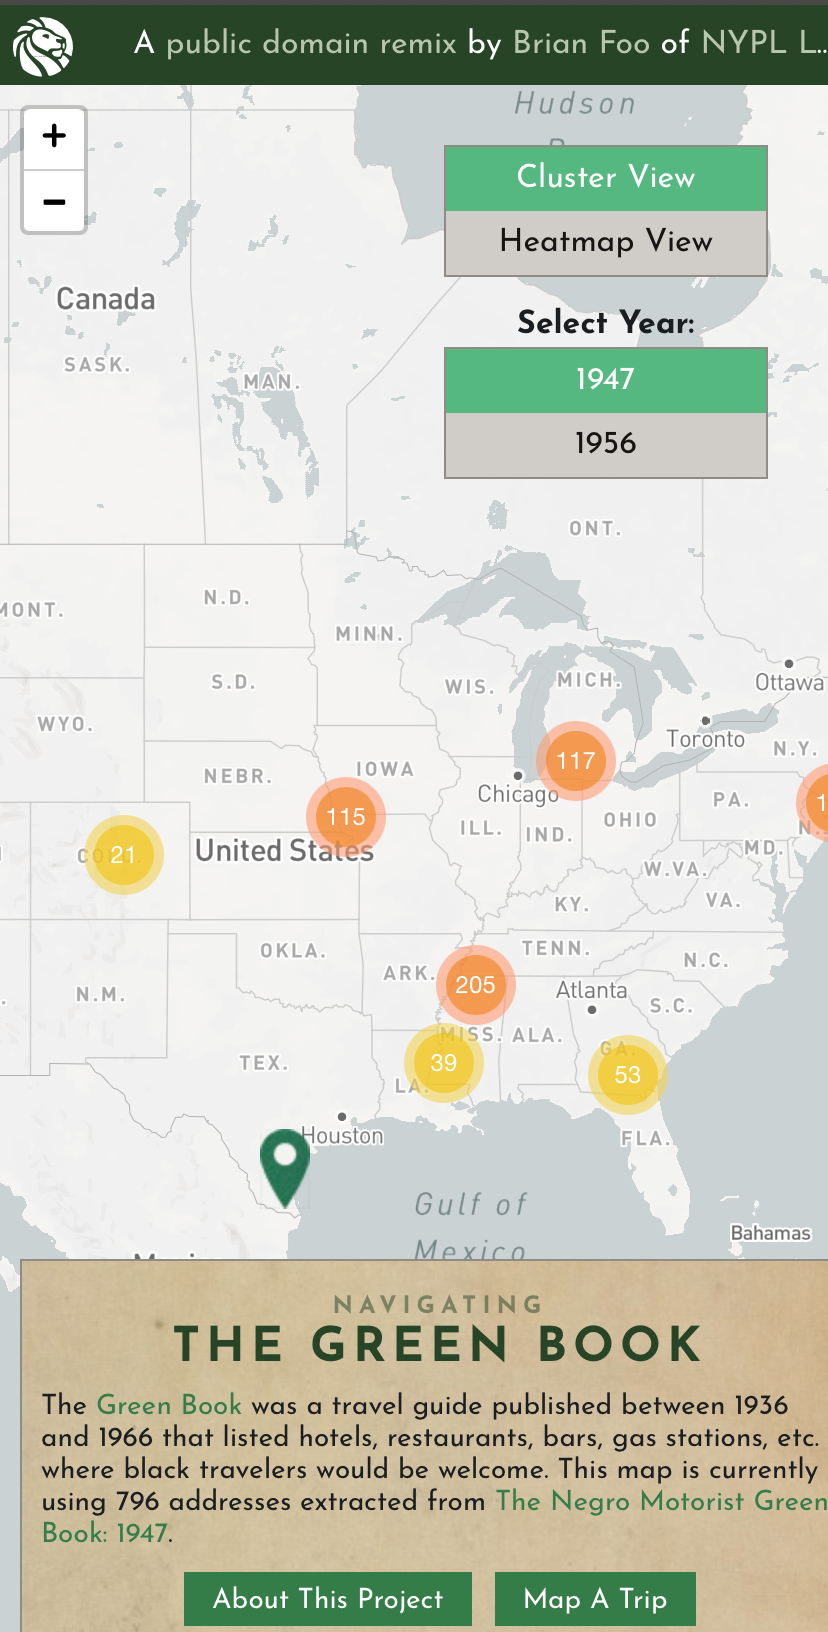 A public domain remix by Brian Foo of NYPL L...
Hudson
+
−
Cluster View
Heatmap View
Canada
Select Year:
SASK.
MAN.
1947
1956
ONT.
N.D.
MONT.
MINN.
MICH.
S.D.
WIS.
Ottawa
WYO.
Toronto
N.Y.
117
IOWA
NEBR.
Chicago
PA.
115
OHIO
ILL.
IND.
MD.
21
United States
W.VA.
KY.
VA.
OKLA.
TENN.
N.C.
ARK.
205
Atlanta
N.M.
S.C.
MISS.
ALA.
GA.
TEX.
39
53
LA.
Houston
FLA.
Gulf of
Mexico
Bahamas
NAVIGATING
THE GREEN BOOK
The Green Book was a travel guide published between 1936
and 1966 that listed hotels, restaurants, bars, gas stations, etc.
where black travelers would be welcome. This map is currently
using 796 addresses extracted from The Negro Motorist Green
Book: 1947.
About This Project
Map A Trip